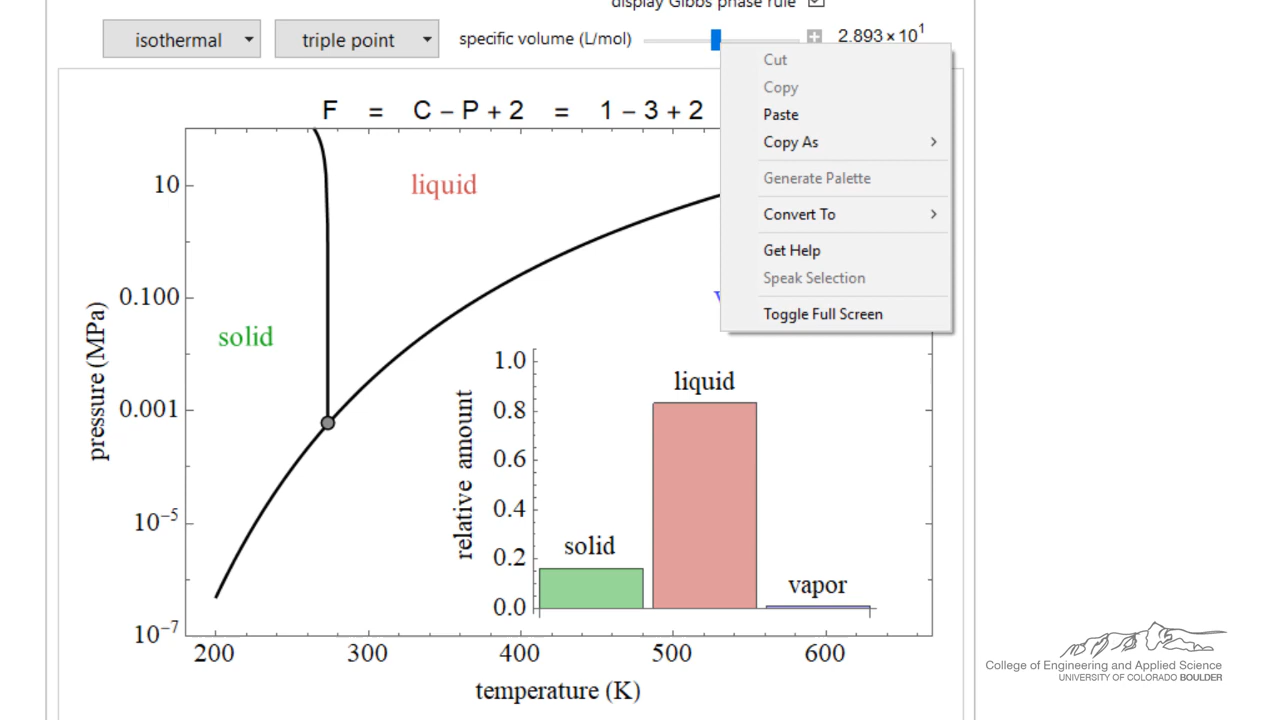 display Gibbs phase rule
isothermal
triple point
specific volume (L/mol)
2.893 × 10¹
F = C − P + 2 = 1 − 3 + 2
Cut
Copy
Paste
Copy As
Generate Palette
Convert To
Get Help
Speak Selection
Toggle Full Screen
pressure (MPa)
10
0.100
0.001
10⁻⁵
10⁻⁷
solid
liquid
relative amount
1.0
0.8
0.6
0.4
0.2
0.0
solid
liquid
vapor
200 300 400 500 600
temperature (K)
College of Engineering and Applied Science
UNIVERSITY OF COLORADO BOULDER